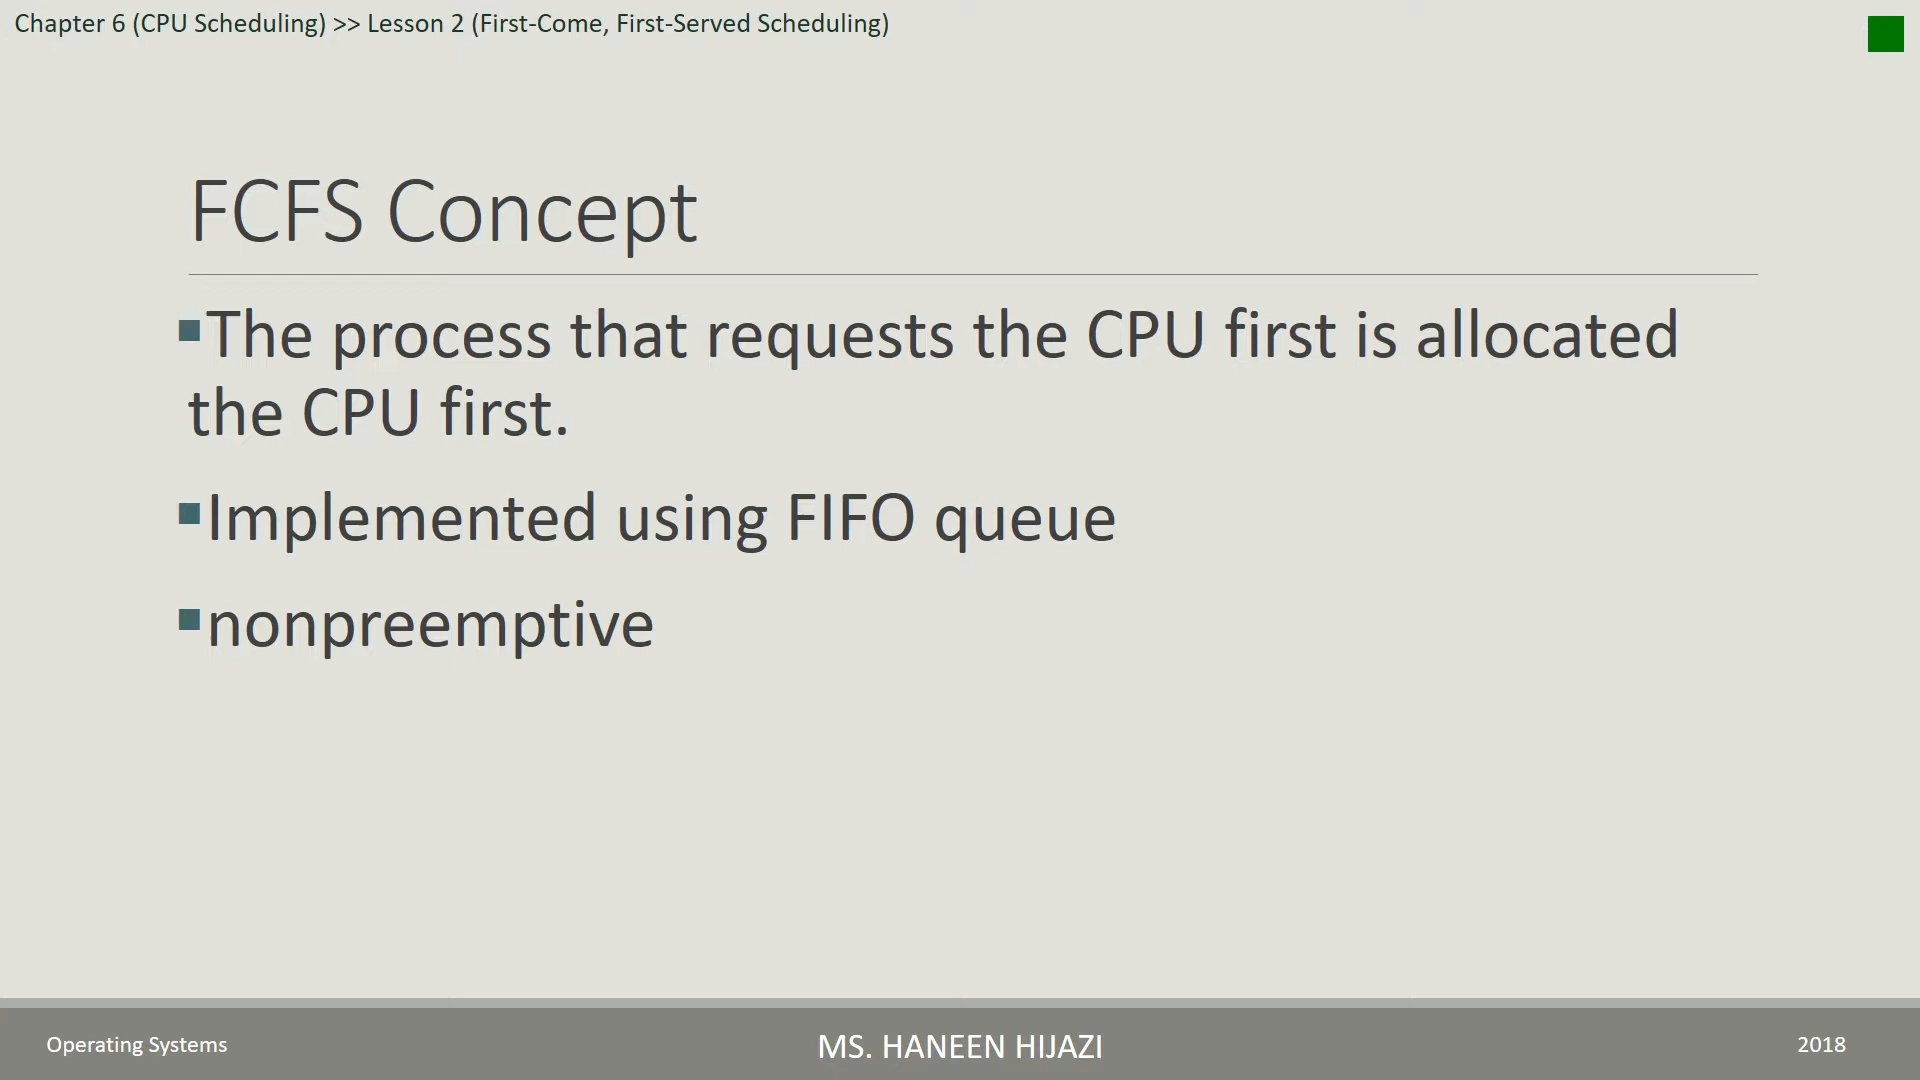 Chapter 6 (CPU Scheduling) >> Lesson 2 (First-Come, First-Served Scheduling)
FCFS Concept
▪The process that requests the CPU first is allocated
the CPU first.
▪Implemented using FIFO queue
▪nonpreemptive
Operating Systems
MS. HANEEN HIJAZI
2018